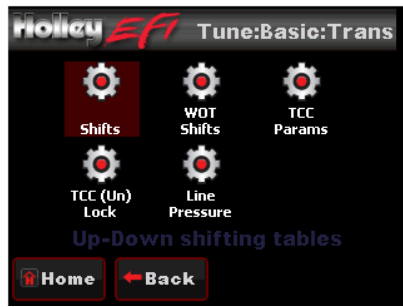 Holley EFI Tune:Basic:Trans
Shifts
WOT
Shifts
TCC
Params
TCC (Un)
Lock
Line
Pressure
Up-Down shifting tables
Home Back